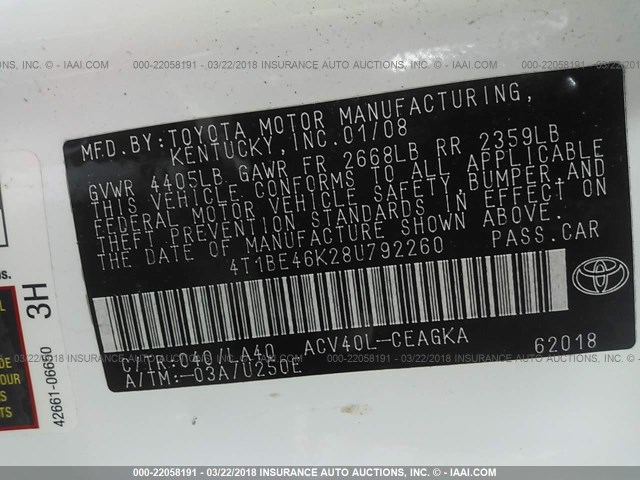 000-22058191 - 03/22/2018 INSURANCE AUTO AUCTIONS, INC. © - IAAI.COM
MFD.BY:TOYOTA MOTOR MANUFACTURING,
KENTUCKY,INC.01/08
GVWR 4405LB GAWR FR 2668LB RR 2359LB
THIS VEHICLE CONFORMS TO ALL APPLICABLE
FEDERAL MOTOR VEHICLE SAFETY,BUMPER AND
THEFT PREVENTION STANDARDS IN EFFECT ON
THE DATE OF MANUFACTURE SHOWN ABOVE.
4T1BE46K28U792260 PASS.CAR
C/TR:040/LA40 ACV40L-CEAGKA 62018
A/TM:-03A/U250E
3H
42661-06650
000-22058191 - 03/22/2018 INSURANCE AUTO AUCTIONS, INC. © - IAAI.COM